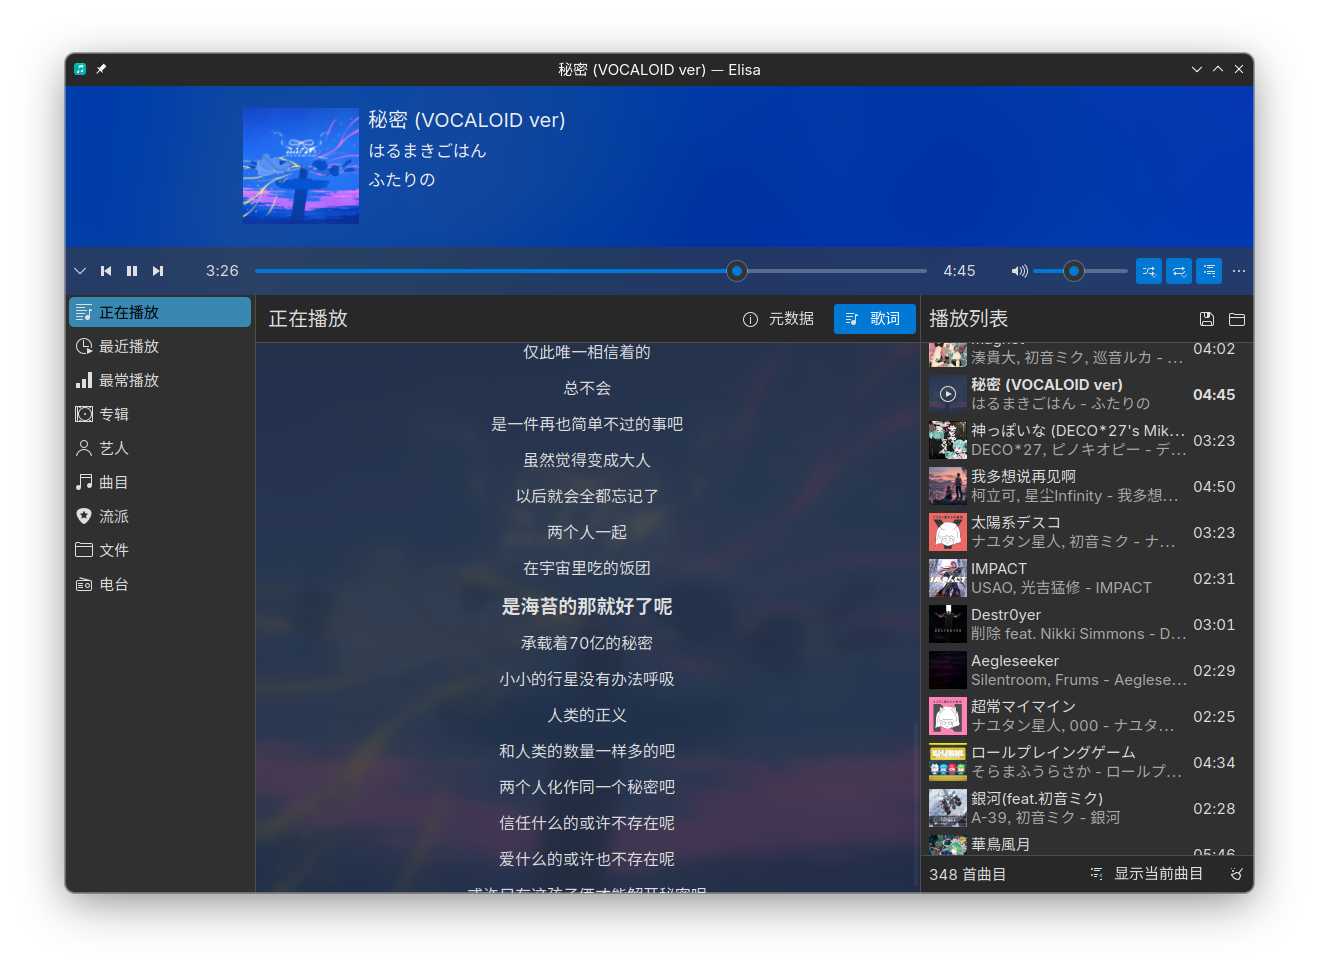 秘密 (VOCALOID ver) — Elisa
秘密 (VOCALOID ver)
はるまきごはん
ふたりの
3:26
4:45
正在播放
最近播放
最常播放
专辑
艺人
曲目
流派
文件
电台
正在播放
元数据
歌词
仅此唯一相信着的
总不会
是一件再也简单不过的事吧
虽然觉得变成大人
以后就会全都忘记了
两个人一起
在宇宙里吃的饭团
是海苔的那就好了呢
承载着70亿的秘密
小小的行星没有办法呼吸
人类的正义
和人类的数量一样多的吧
两个人化作同一个秘密吧
信任什么的或许不存在呢
爱什么的或许也不存在呢
播放列表
湊貴大, 初音ミク, 巡音ルカ - …
04:02
秘密 (VOCALOID ver)
はるまきごはん - ふたりの
04:45
神っぽいな (DECO*27's Mik…
DECO*27, ピノキオピー - デ…
03:23
我多想说再见啊
柯立可, 星尘Infinity - 我多想…
04:50
太陽系デスコ
ナユタン星人, 初音ミク - ナ…
03:23
IMPACT
USAO, 光吉猛修 - IMPACT
02:31
Destr0yer
削除 feat. Nikki Simmons - D…
03:01
Aegleseeker
Silentroom, Frums - Aeglese…
02:29
超常マイマイン
ナユタン星人, 000 - ナユタ…
02:25
ロールプレイングゲーム
そらまふうらさか - ロールプ…
04:34
銀河(feat.初音ミク)
A-39, 初音ミク - 銀河
02:28
華鳥風月
05:46
348 首曲目
显示当前曲目